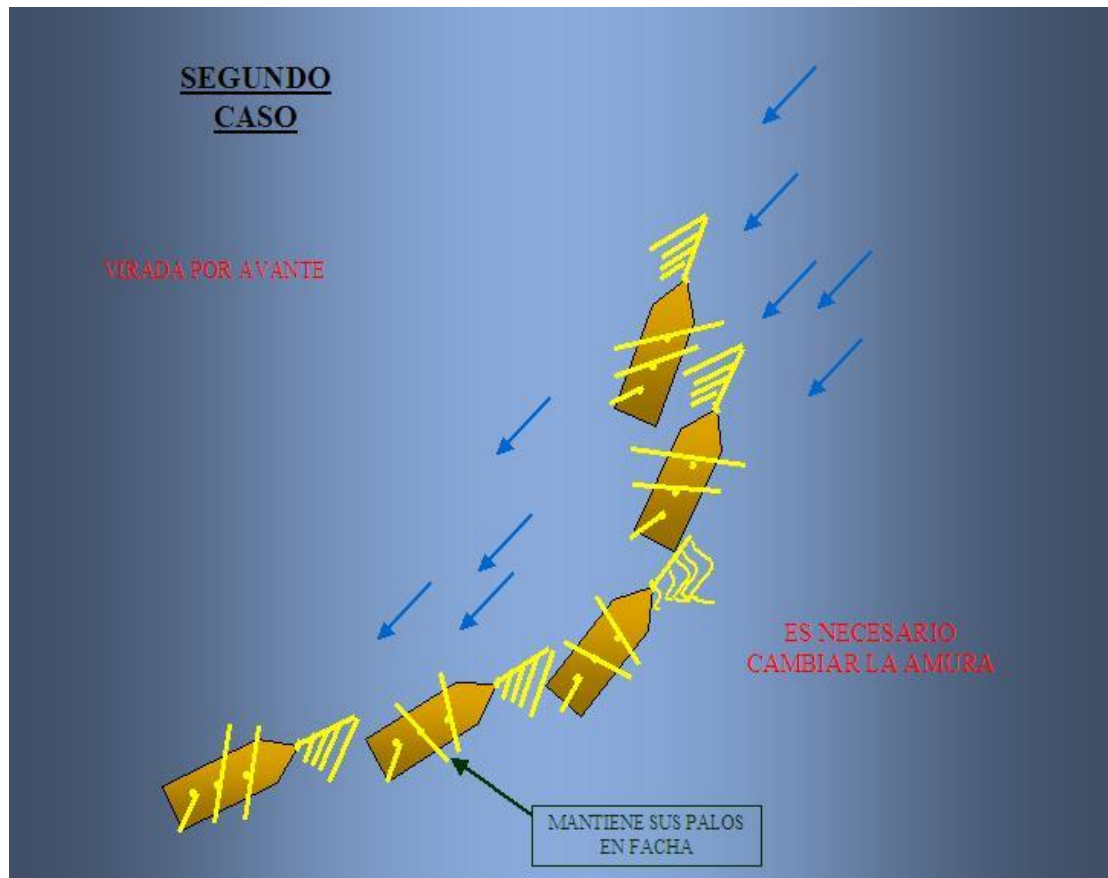 SEGUNDO
CASO
VIRADA POR AVANTE
ES NECESARIO
CAMBIAR LA AMURA
MANTIENE SUS PALOS
EN FACHA